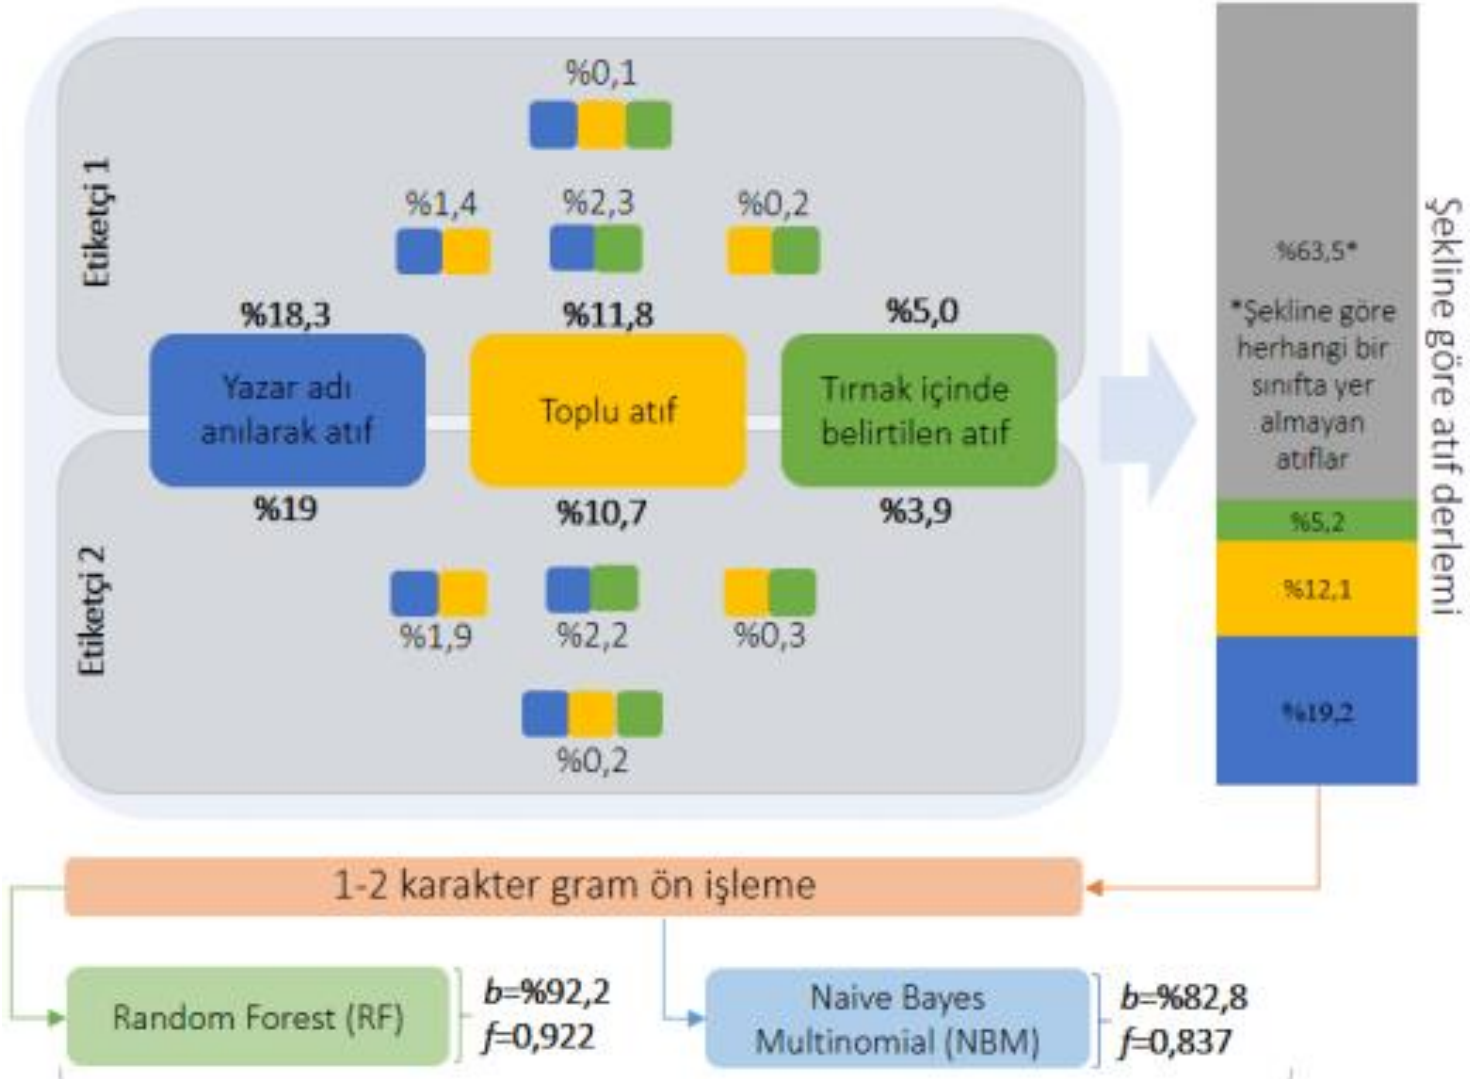 %0,1
Etiketçi 1
%1,4
%2,3
%0,2
%18,3
%11,8
%5,0
Yazar adı
anılarak atıf
Toplu atıf
Tırnak içinde
belirtilen atıf
%19
%10,7
%3,9
Etiketçi 2
%1,9
%2,2
%0,3
%0,2
%63,5*
*Şekline göre
herhangi bir
sınıfta yer
almayan
atıflar
%5,2
%12,1
%19,2
Şekline göre atıf derlemi
1-2 karakter gram ön işleme
Random Forest (RF)
b=%92,2
f=0,922
Naive Bayes
Multinomial (NBM)
b=%82,8
f=0,837